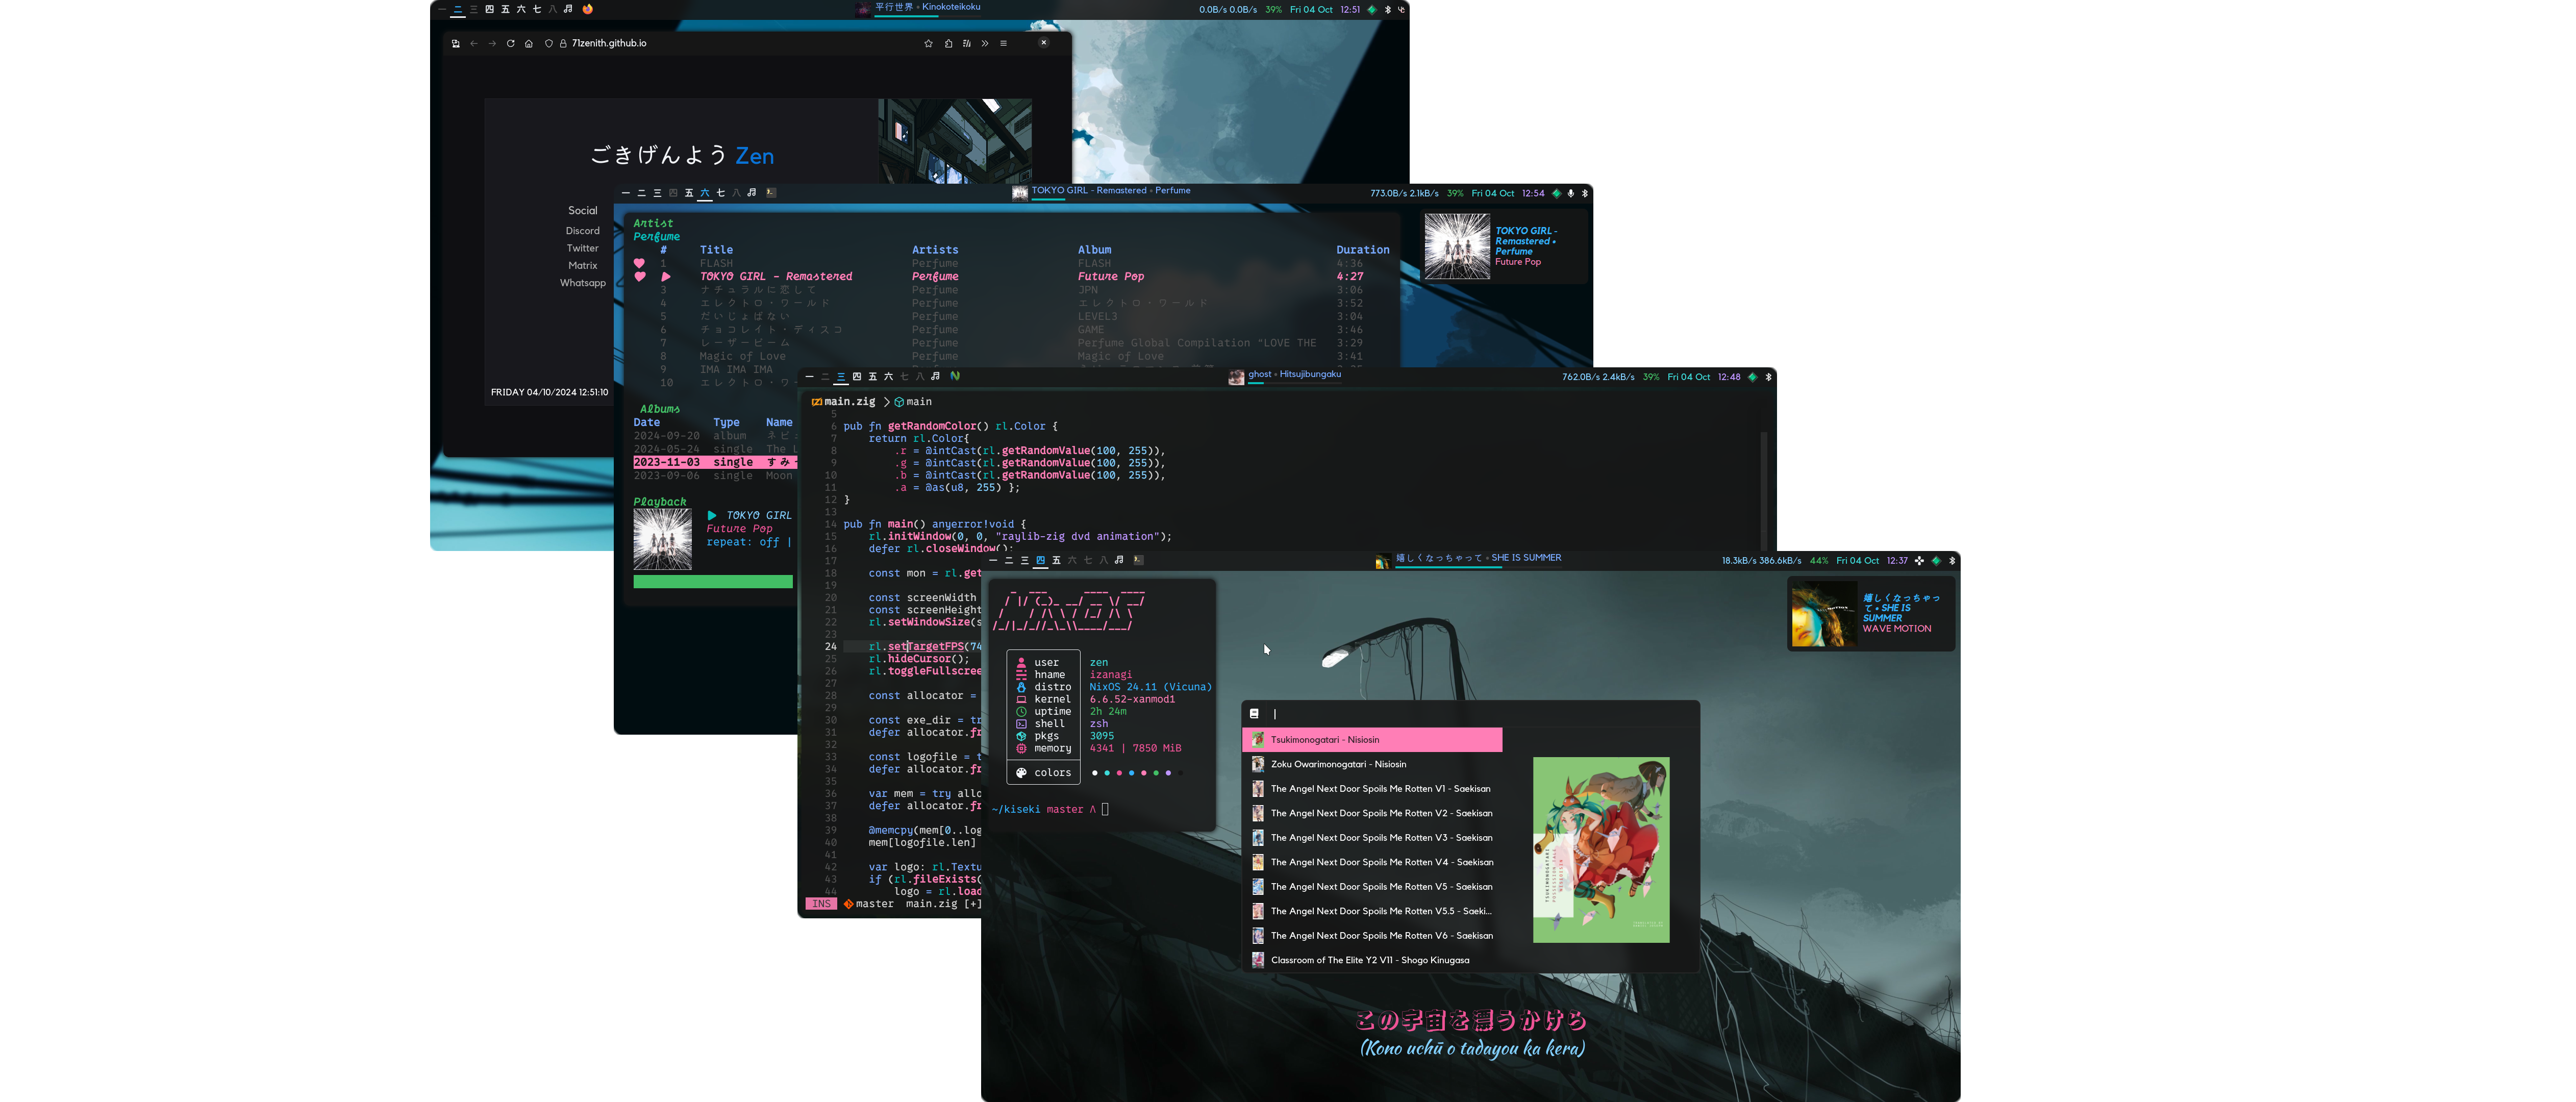 一 二 三 四 五 六 七 八
平行世界 • Kinokoteikoku
0.0B/s 0.0B/s 39% Fri 04 Oct 12:51
71zenith.github.io
ごきげんよう Zen
Social
Discord
Twitter
Matrix
Whatsapp
FRIDAY 04/10/2024 12:51:10
一 二 三 四 五 六 七 八
TOKYO GIRL - Remastered • Perfume
773.0B/s 2.1kB/s 39% Fri 04 Oct 12:54
TOKYO GIRL - Remastered •
Perfume
Future Pop
Artist
Perfume
# Title Artists Album Duration
1 FLASH Perfume FLASH 4:36
TOKYO GIRL - Remastered Perfume Future Pop 4:27
3 ナチュラルに恋して Perfume JPN 3:06
4 エレクトロ・ワールド Perfume エレクトロ・ワールド 3:52
5 だいじょばない Perfume LEVEL3 3:04
6 チョコレイト・ディスコ Perfume GAME 3:46
7 レーザービーム Perfume Perfume Global Compilation "LOVE THE 3:29
8 Magic of Love Perfume Magic of Love 3:41
9 IMA IMA IMA
10 エレクトロ・ワ
Albums
Date Type Name
2024-09-20 album ネビ
2024-05-24 single The L
2023-11-03 single すみ
2023-09-06 single Moon
Playback
TOKYO GIRL
Future Pop
repeat: off |
一 二 三 四 五 六 七 八
ghost • Hitsujibungaku
762.0B/s 2.4kB/s 39% Fri 04 Oct 12:48
main.zig > main
5
6 pub fn getRandomColor() rl.Color {
7 return rl.Color{
8 .r = @intCast(rl.getRandomValue(100, 255)),
9 .g = @intCast(rl.getRandomValue(100, 255)),
10 .b = @intCast(rl.getRandomValue(100, 255)),
11 .a = @as(u8, 255) };
12 }
13
14 pub fn main() anyerror!void {
15 rl.initWindow(0, 0, "raylib-zig dvd animation");
16 defer rl.closeWindow();
17
18 const mon = rl.get
19
20 const screenWidth
21 const screenHeight
22 rl.setWindowSize(s
23
24 rl.setTargetFPS(74
25 rl.hideCursor();
26 rl.toggleFullscree
27
28 const allocator =
29
30 const exe_dir = tr
31 defer allocator.fr
32
33 const logofile = t
34 defer allocator.fr
35
36 var mem = try allo
37 defer allocator.fr
38
39 @memcpy(mem[0..log
40 mem[logofile.len]
41
42 var logo: rl.Textu
43 if (rl.fileExists(
44 logo = rl.load
INS master main.zig [+]
一 二 三 四 五 六 七 八
嬉しくなっちゃって • SHE IS SUMMER
18.3kB/s 386.6kB/s 44% Fri 04 Oct 12:37
嬉しくなっちゃっ
て • SHE IS
SUMMER
WAVE MOTION
NixOS
user zen
hname izanagi
distro NixOS 24.11 (Vicuna)
kernel 6.6.52-xanmod1
uptime 2h 24m
shell zsh
pkgs 3095
memory 4341 | 7850 MiB
colors
~/kiseki master Λ
Tsukimonogatari - Nisiosin
Zoku Owarimonogatari - Nisiosin
The Angel Next Door Spoils Me Rotten V1 - Saekisan
The Angel Next Door Spoils Me Rotten V2 - Saekisan
The Angel Next Door Spoils Me Rotten V3 - Saekisan
The Angel Next Door Spoils Me Rotten V4 - Saekisan
The Angel Next Door Spoils Me Rotten V5 - Saekisan
The Angel Next Door Spoils Me Rotten V5.5 - Saeki...
The Angel Next Door Spoils Me Rotten V6 - Saekisan
Classroom of The Elite Y2 V11 - Shogo Kinugasa
この宇宙を漂うかけら
(Kono uchū o tadayou ka kera)